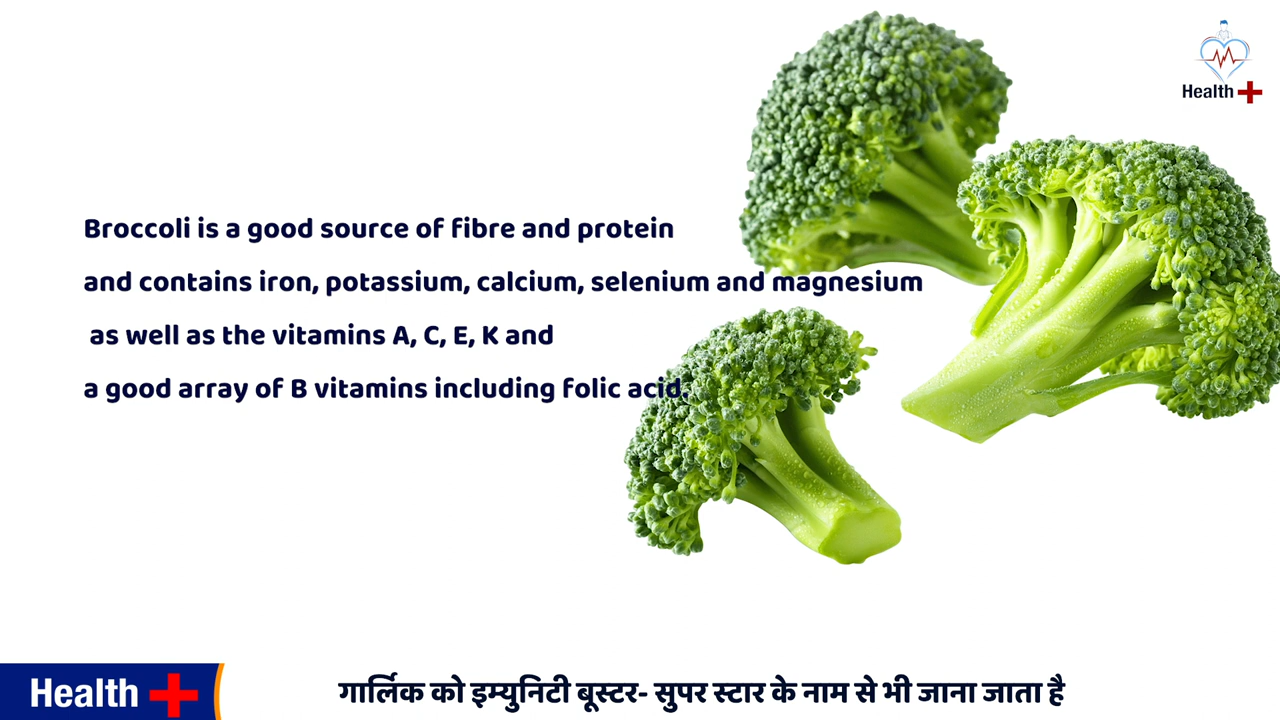 Health
Broccoli is a good source of fibre and protein
and contains iron, potassium, calcium, selenium and magnesium
as well as the vitamins A, C, E, K and
a good array of B vitamins including folic acid.
Health
गार्लिक को इम्युनिटी बूस्टर- सुपर स्टार के नाम से भी जाना जाता है